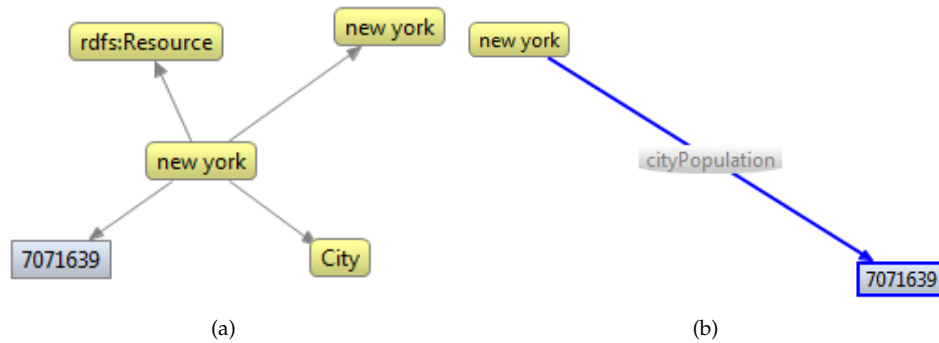 rdfs:Resource
new york
new york
7071639
City
new york
cityPopulation
7071639
(a)
(b)